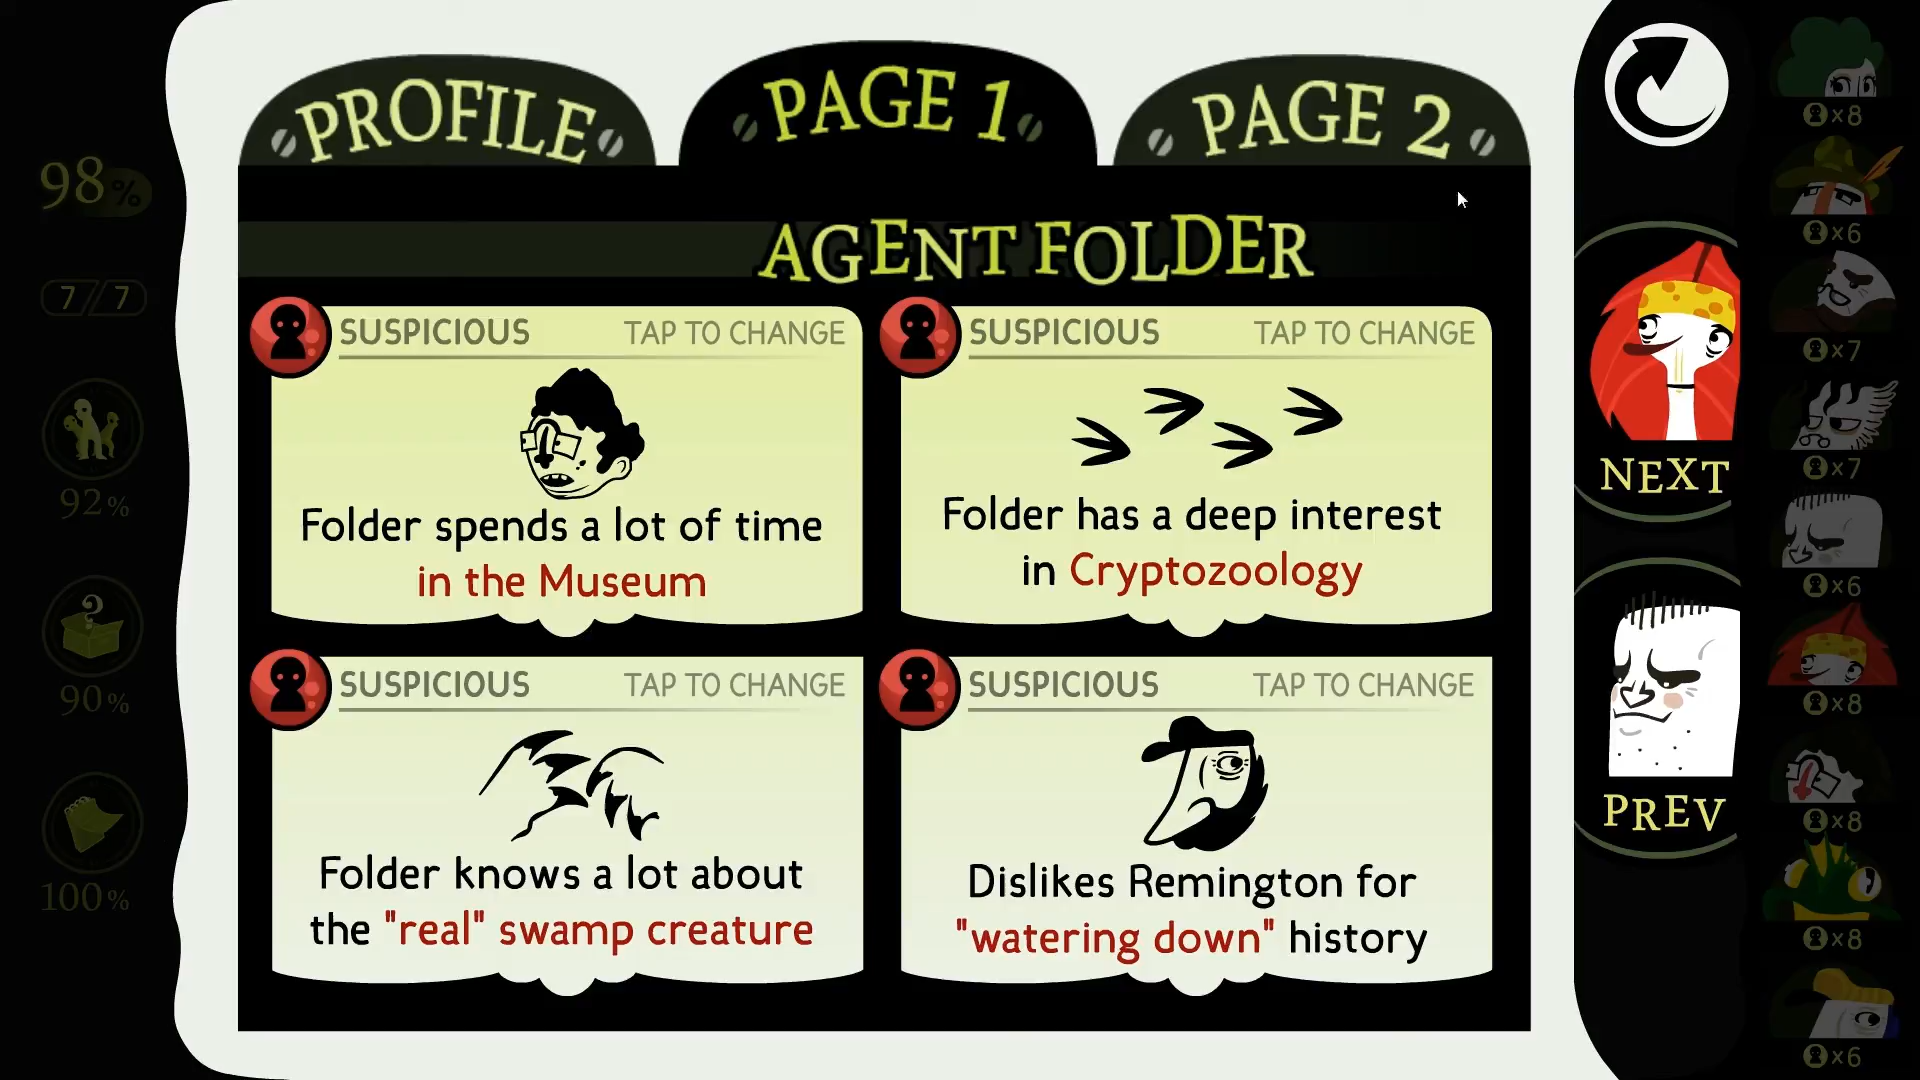 PROFILE
PAGE 1
PAGE 2
AGENT FOLDER
SUSPICIOUS TAP TO CHANGE
Folder spends a lot of time
in the Museum
SUSPICIOUS TAP TO CHANGE
Folder has a deep interest
in Cryptozoology
SUSPICIOUS TAP TO CHANGE
Folder knows a lot about
the "real" swamp creature
SUSPICIOUS TAP TO CHANGE
Dislikes Remington for
"watering down" history
98%
7/7
92%
?
90%
100%
NEXT
PREV
x8
x6
x7
x7
x6
x8
x8
x8
x6